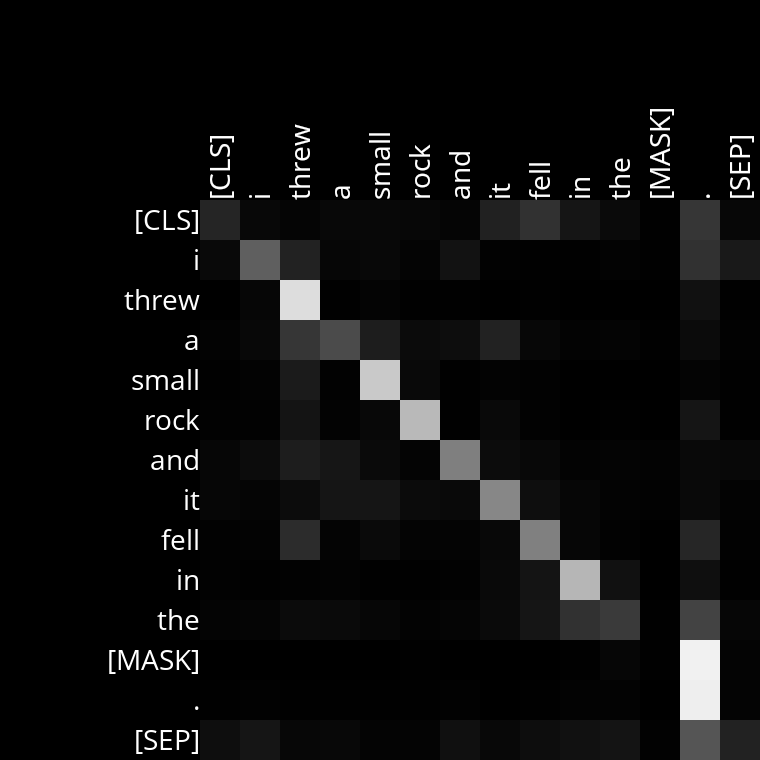 [CLS] i threw a small rock and it fell in the [MASK] . [SEP]
[CLS]
i
threw
a
small
rock
and
it
fell
in
the
[MASK]
.
[SEP]